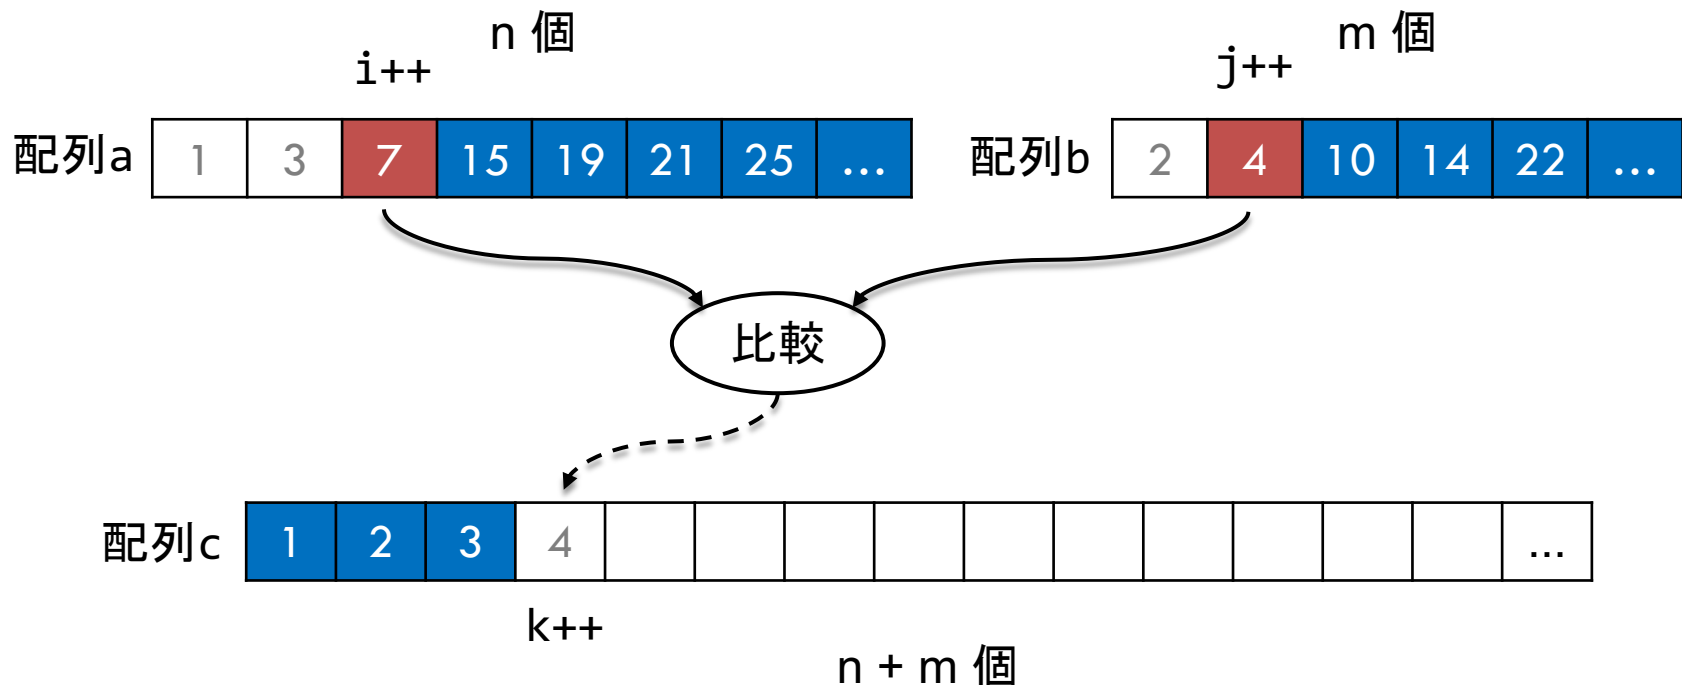 n 個
m 個
i++
j++
配列a 1 3 7 15 19 21 25 ...
配列b 2 4 10 14 22 ...
比較
配列c 1 2 3 4 ...
k++
n + m 個